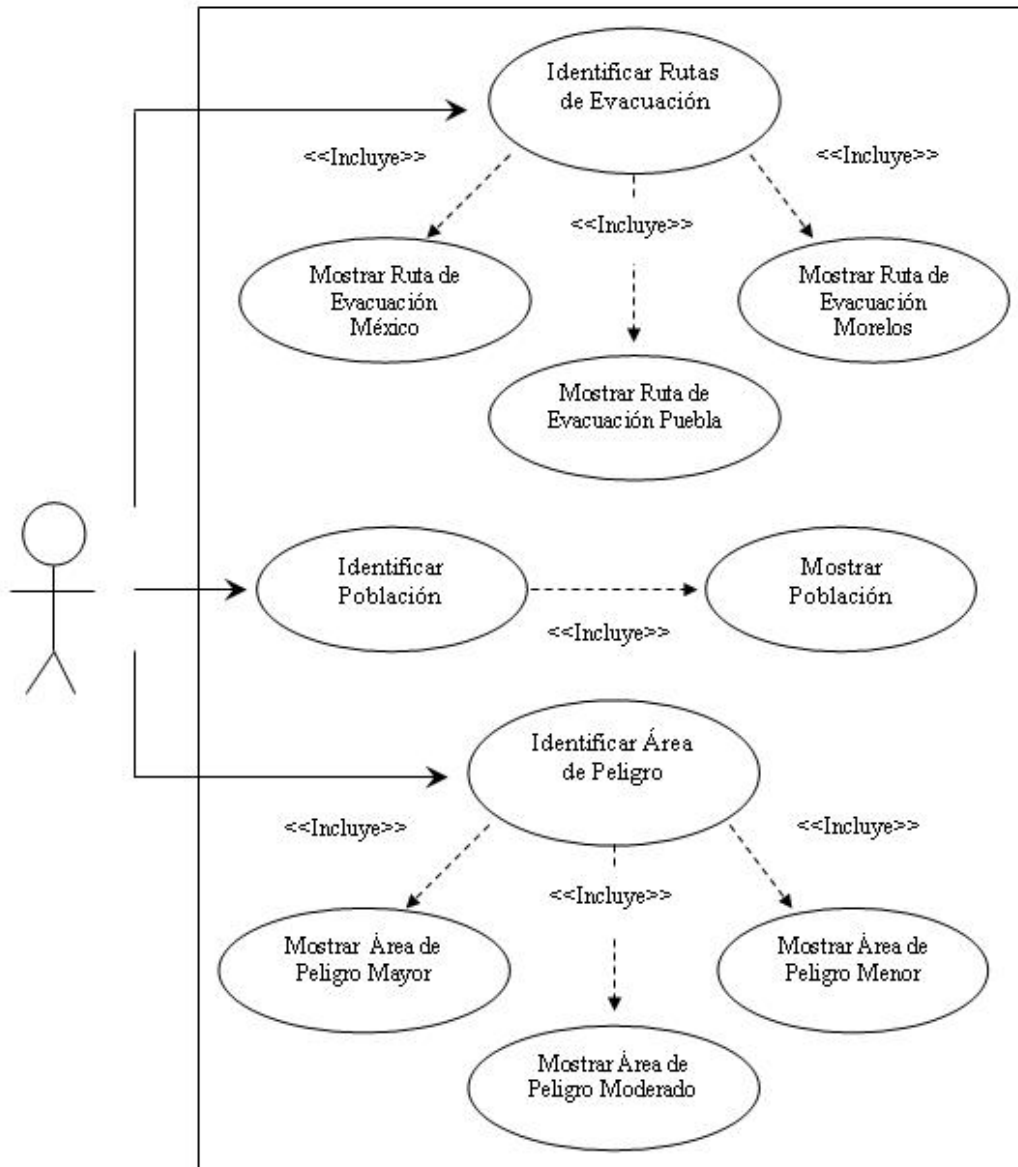 Identificar Rutas
de Evacuación
<<Incluye>>
<<Incluye>>
<<Incluye>>
Mostrar Ruta de
Evacuación
México
Mostrar Ruta de
Evacuación
Morelos
Mostrar Ruta de
Evacuación Puebla
Identificar
Población
<<Incluye>>
Mostrar
Población
Identificar Área
de Peligro
<<Incluye>>
<<Incluye>>
<<Incluye>>
Mostrar Área de
Peligro Mayor
Mostrar Área de
Peligro Menor
Mostrar Área de
Peligro Moderado